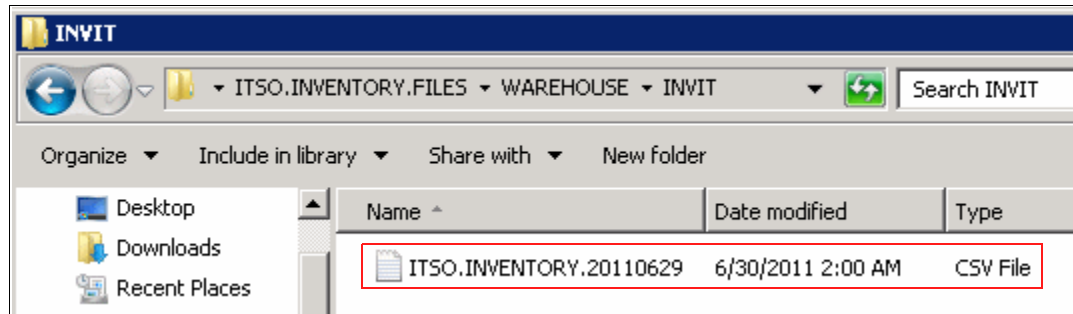 INVIT
ITSO.INVENTORY.FILES WAREHOUSE INVIT Search INVIT
Organize Include in library Share with New folder
Desktop Name Date modified Type
Downloads
ITSO.INVENTORY.20110629 6/30/2011 2:00 AM CSV File
Recent Places